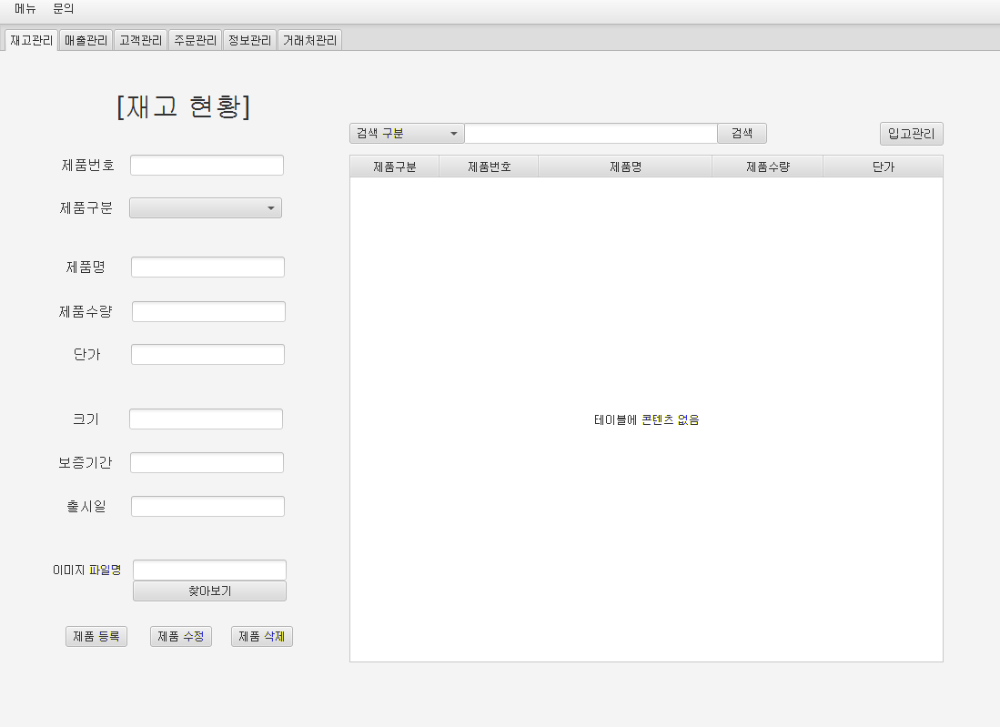 메뉴 문의
재고관리 매출관리 고객관리 주문관리 정보관리 거래처관리
[재고 현황]
검색 구분 검색 입고관리
제품번호
제품구분
제품명
제품수량
단가
크기
보증기간
출시일
이미지 파일명
찾아보기
제품 등록 제품 수정 제품 삭제
제품구분 제품번호 제품명 제품수량 단가
테이블에 콘텐츠 없음